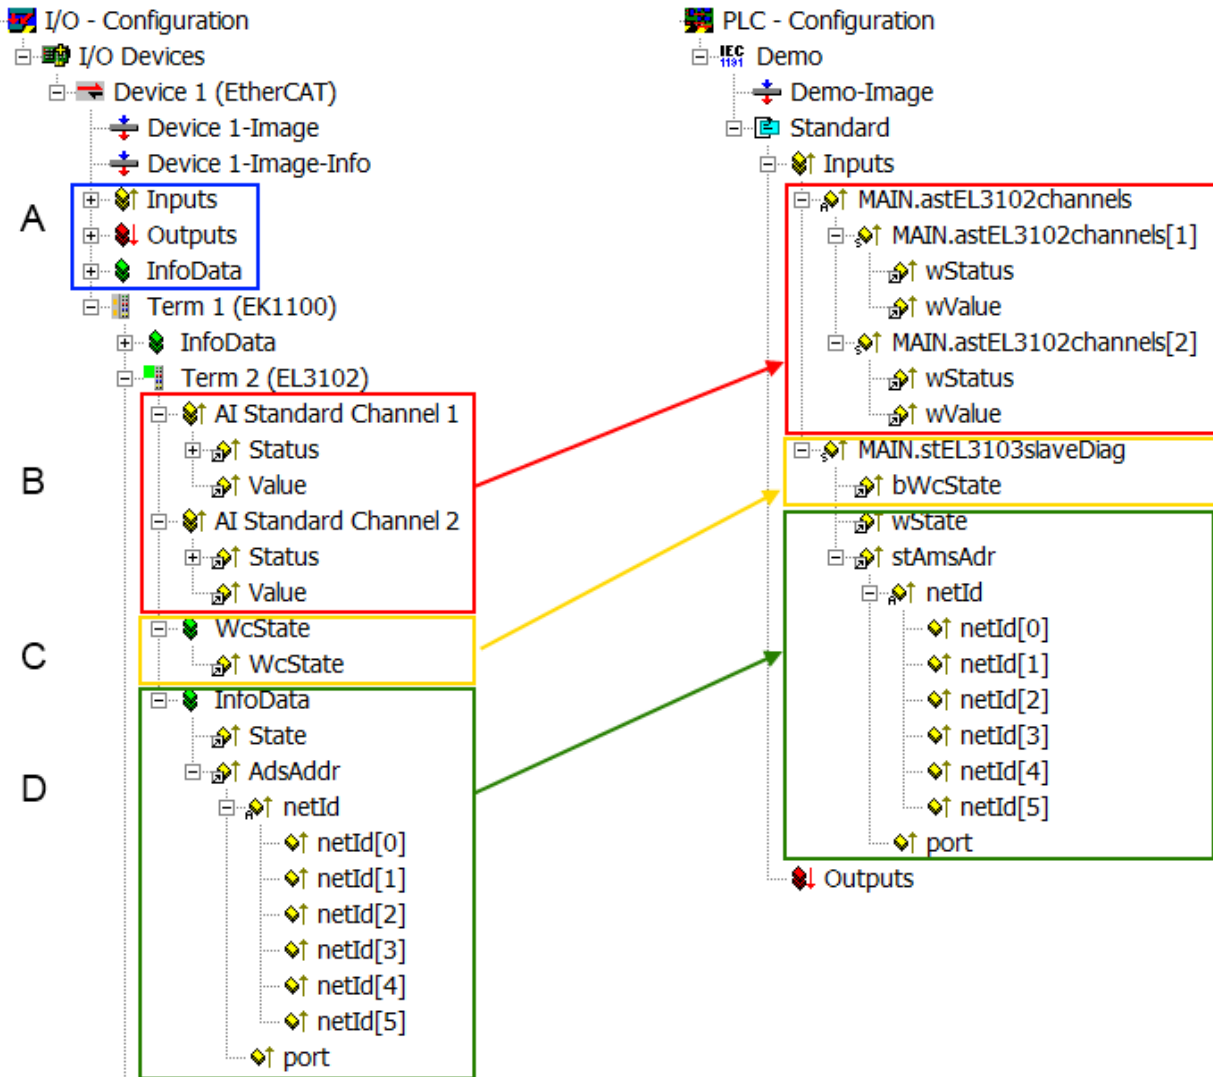 I/O - Configuration
I/O Devices
Device 1 (EtherCAT)
Device 1-Image
Device 1-Image-Info
A
Inputs
Outputs
InfoData
Term 1 (EK1100)
InfoData
Term 2 (EL3102)
B
AI Standard Channel 1
Status
Value
AI Standard Channel 2
Status
Value
C
WcState
WcState
D
InfoData
State
AdsAddr
netId
netId[0]
netId[1]
netId[2]
netId[3]
netId[4]
netId[5]
port
PLC - Configuration
IEC 1131
Demo
Demo-Image
Standard
Inputs
MAIN.astEL3102channels
MAIN.astEL3102channels[1]
wStatus
wValue
MAIN.astEL3102channels[2]
wStatus
wValue
MAIN.stEL3103slaveDiag
bWcState
wState
stAmsAdr
netId
netId[0]
netId[1]
netId[2]
netId[3]
netId[4]
netId[5]
port
Outputs